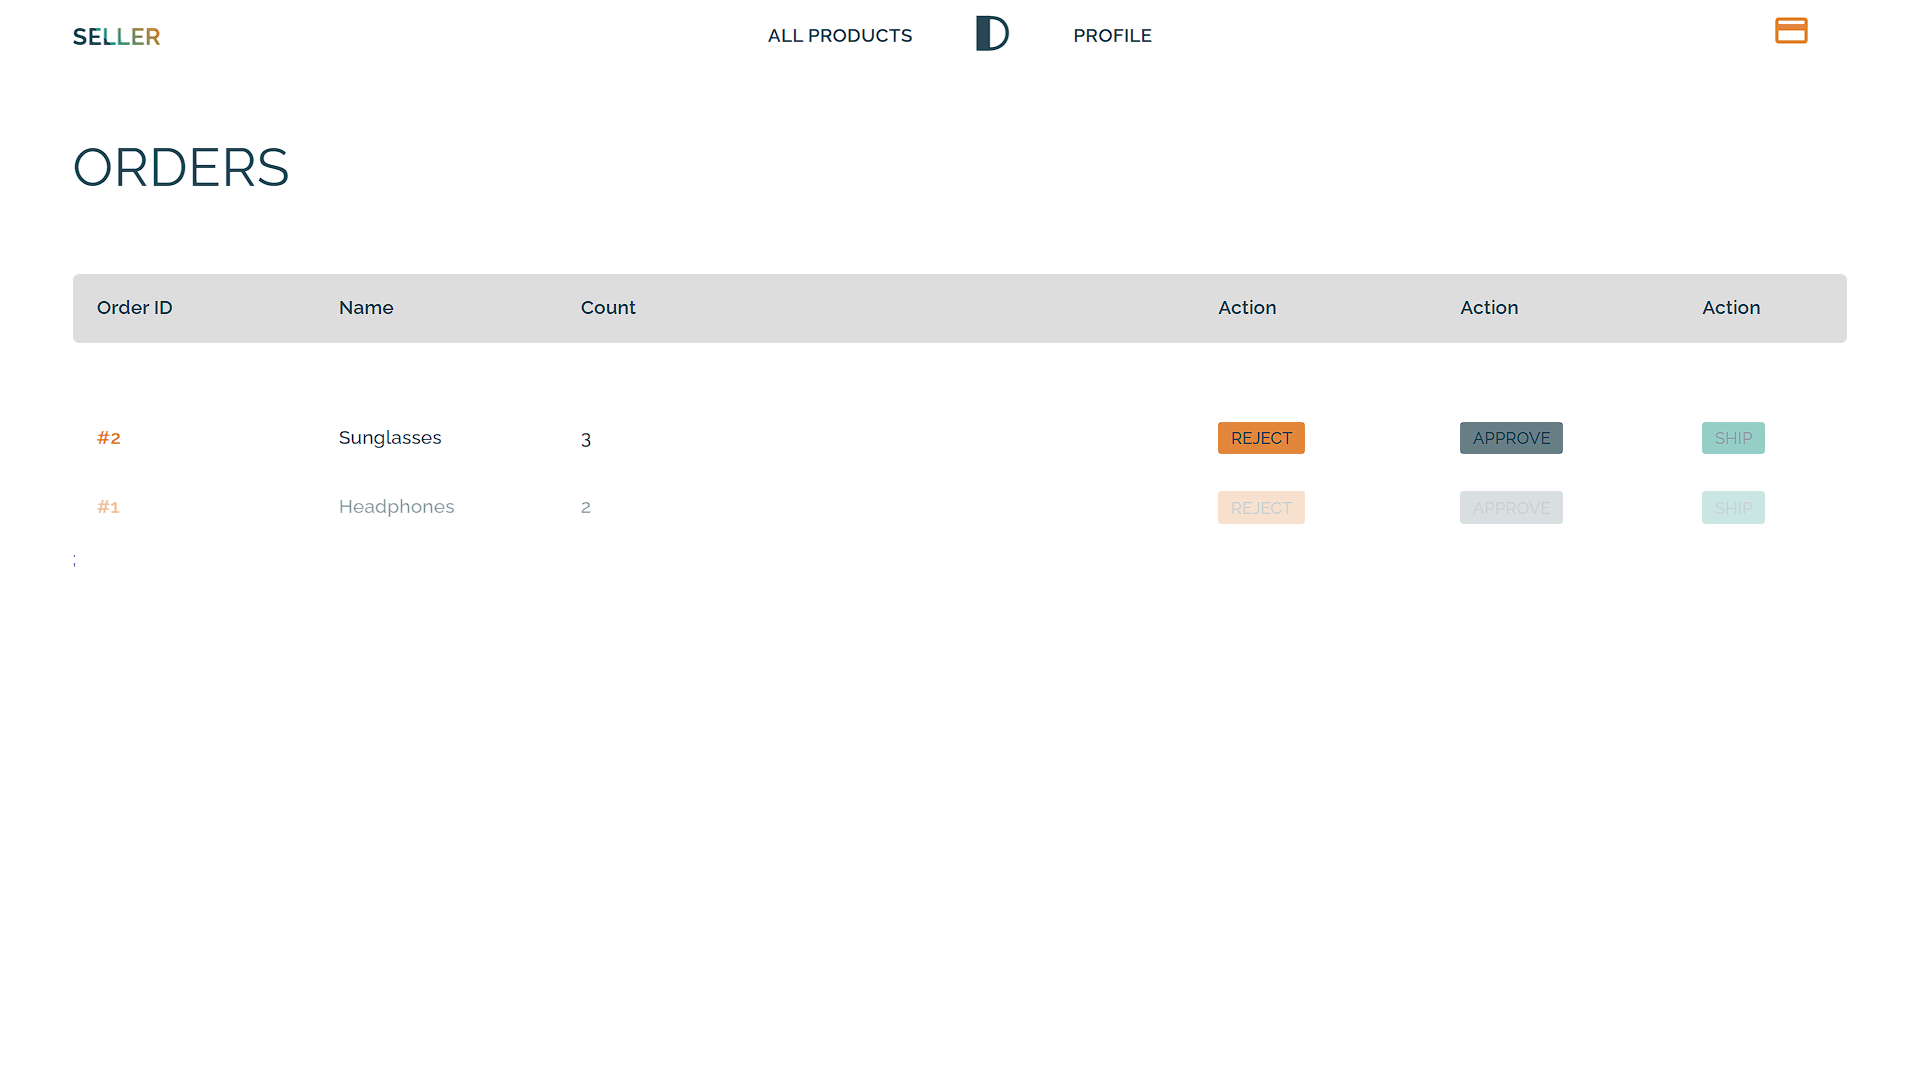 SELLER ALL PRODUCTS PROFILE
ORDERS
Order ID Name Count Action Action Action
#2 Sunglasses 3 REJECT APPROVE SHIP
#1 Headphones 2 REJECT APPROVE SHIP
;